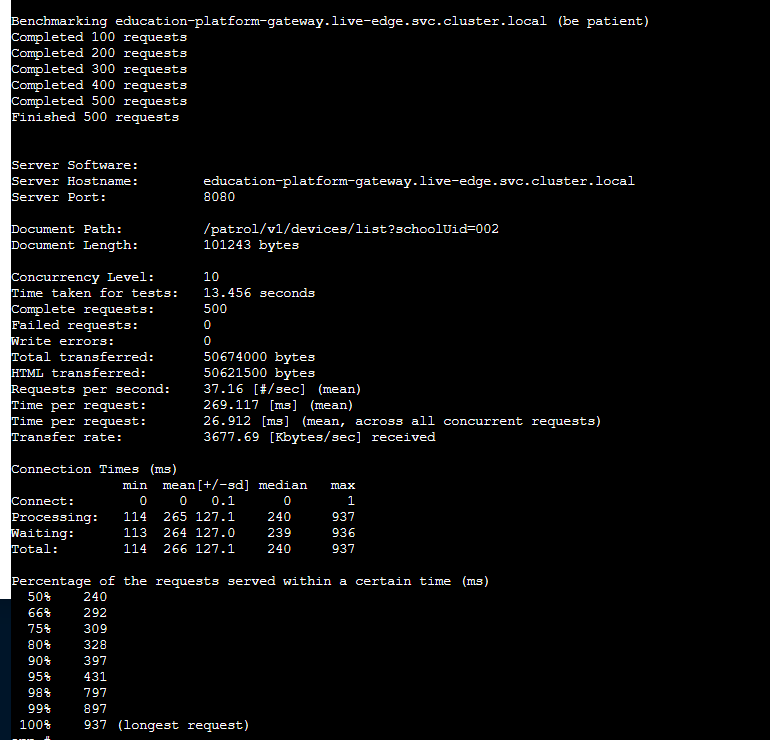 Benchmarking education-platform-gateway.live-edge.svc.cluster.local (be patient)
Completed 100 requests
Completed 200 requests
Completed 300 requests
Completed 400 requests
Completed 500 requests
Finished 500 requests
Server Software:
Server Hostname: education-platform-gateway.live-edge.svc.cluster.local
Server Port: 8080
Document Path: /patrol/v1/devices/list?schoolUid=002
Document Length: 101243 bytes
Concurrency Level: 10
Time taken for tests: 13.456 seconds
Complete requests: 500
Failed requests: 0
Write errors: 0
Total transferred: 50674000 bytes
HTML transferred: 50621500 bytes
Requests per second: 37.16 [#/sec] (mean)
Time per request: 269.117 [ms] (mean)
Time per request: 26.912 [ms] (mean, across all concurrent requests)
Transfer rate: 3677.69 [Kbytes/sec] received
Connection Times (ms)
min mean[+/-sd] median max
Connect: 0 0 0.1 0 1
Processing: 114 265 127.1 240 937
Waiting: 113 264 127.0 239 936
Total: 114 266 127.1 240 937
Percentage of the requests served within a certain time (ms)
50% 240
66% 292
75% 309
80% 328
90% 397
95% 431
98% 797
99% 897
100% 937 (longest request)